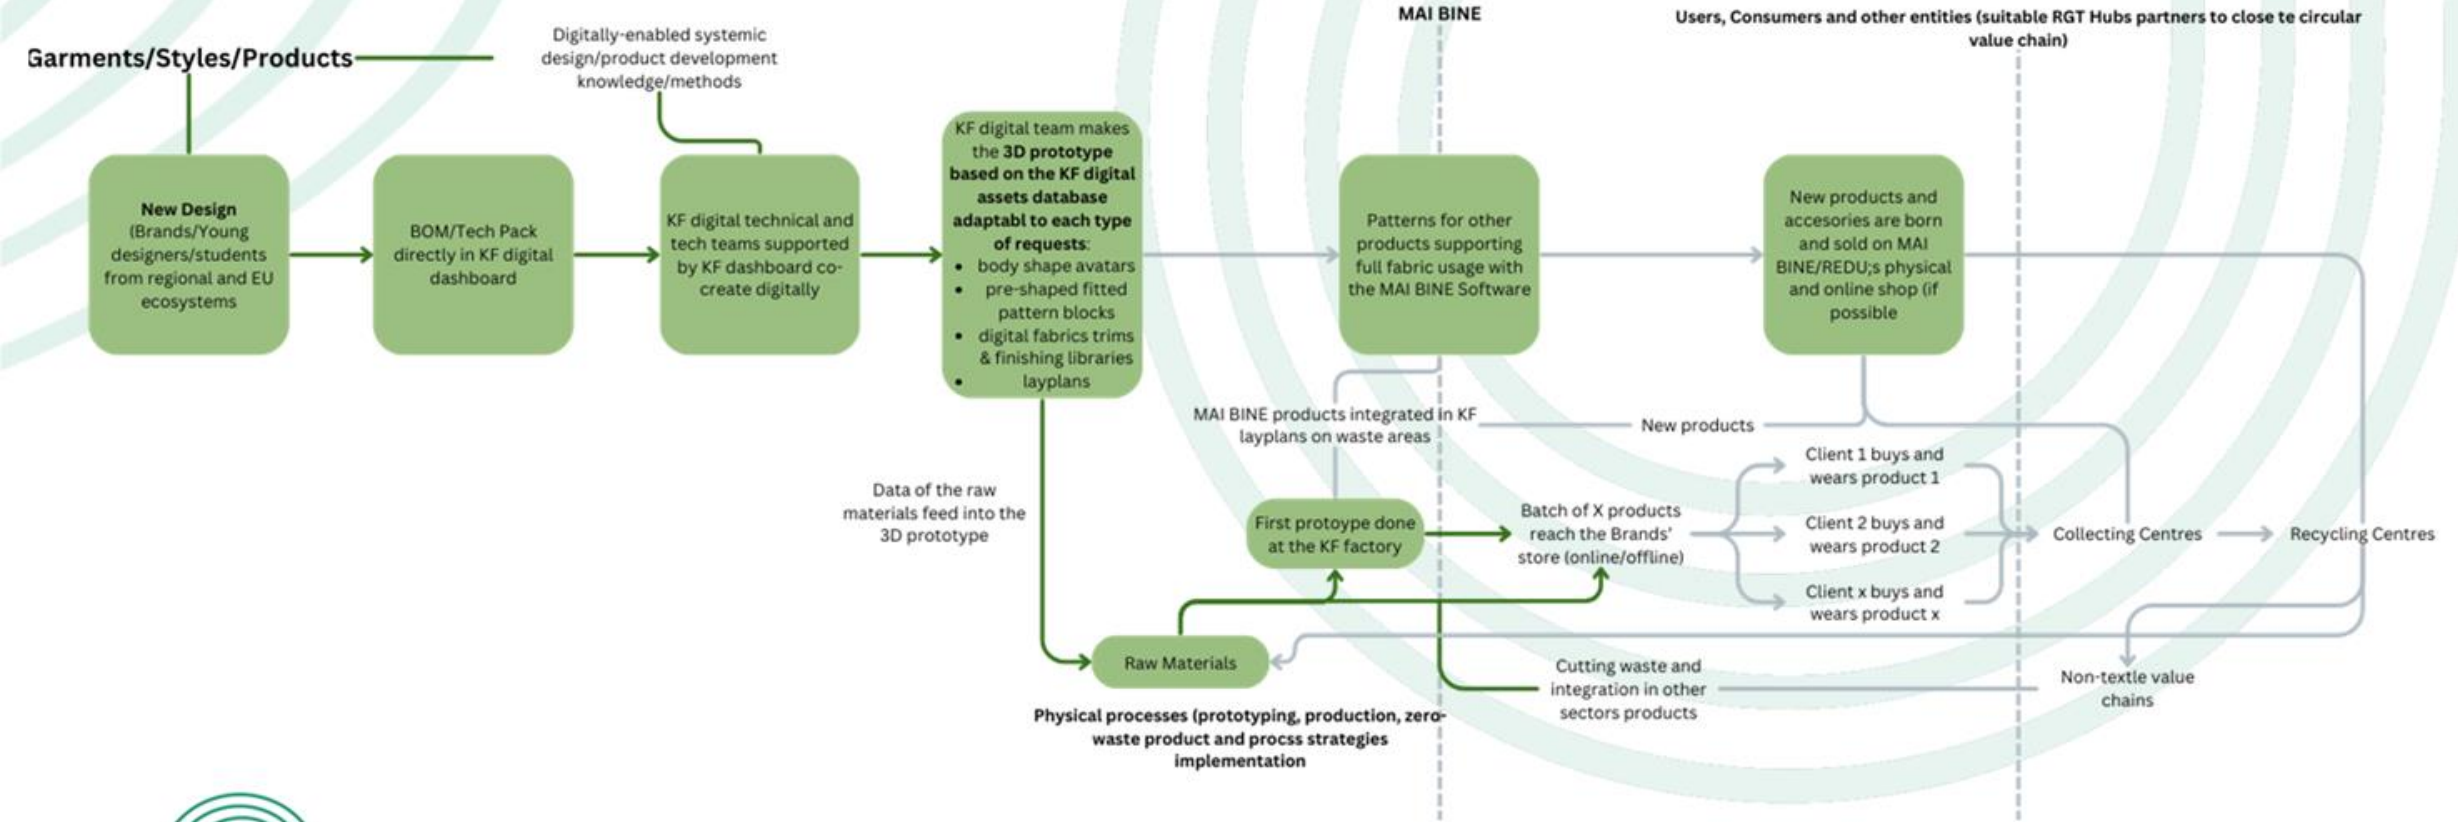 MAI BINE
Users, Consumers and other entities (suitable RGT Hubs partners to close te circular
value chain)
Garments/Styles/Products
Digitally-enabled systemic
design/product development
knowledge/methods
New Design
(Brands/Young
designers/students
from regional and EU
ecosystems
BOM/Tech Pack
directly in KF digital
dashboard
KF digital technical and
tech teams supported
by KF dashboard co-
create digitally
KF digital team makes
the 3D prototype
based on the KF digital
assets database
adaptabl to each type
of requests:
• body shape avatars
• pre-shaped fitted
pattern blocks
• digital fabrics trims
& finishing libraries
• layplans
Patterns for other
products supporting
full fabric usage with
the MAI BINE Software
New products and
accesories are born
and sold on MAI
BINE/REDU;s physical
and online shop (if
possible
MAI BINE products integrated in KF
layplans on waste areas
New products
Data of the raw
materials feed into the
3D prototype
First protoype done
at the KF factory
Batch of X products
reach the Brands'
store (online/offline)
Client 1 buys and
wears product 1
Client 2 buys and
wears product 2
Client x buys and
wears product x
Collecting Centres
Recycling Centres
Raw Materials
Cutting waste and
integration in other
sectors products
Non-textle value
chains
Physical processes (prototyping, production, zero-
waste product and procss strategies
implementation